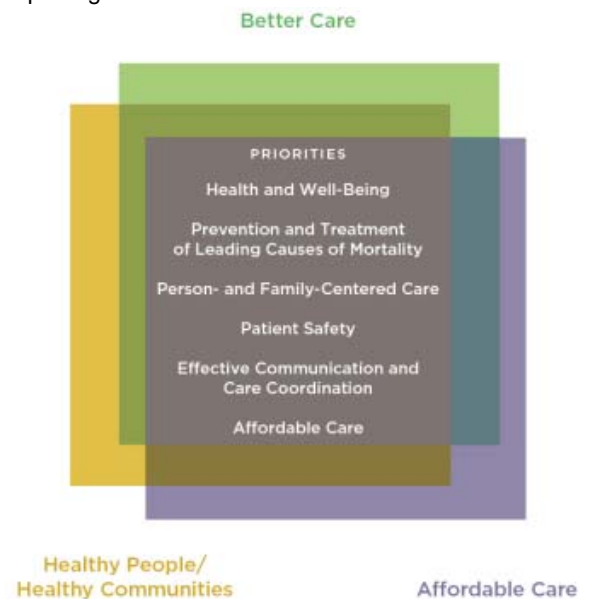 Better Care
PRIORITIES
Health and Well-Being
Prevention and Treatment
of Leading Causes of Mortality
Person- and Family-Centered Care
Patient Safety
Effective Communication and
Care Coordination
Affordable Care
Healthy People/
Healthy Communities
Affordable Care